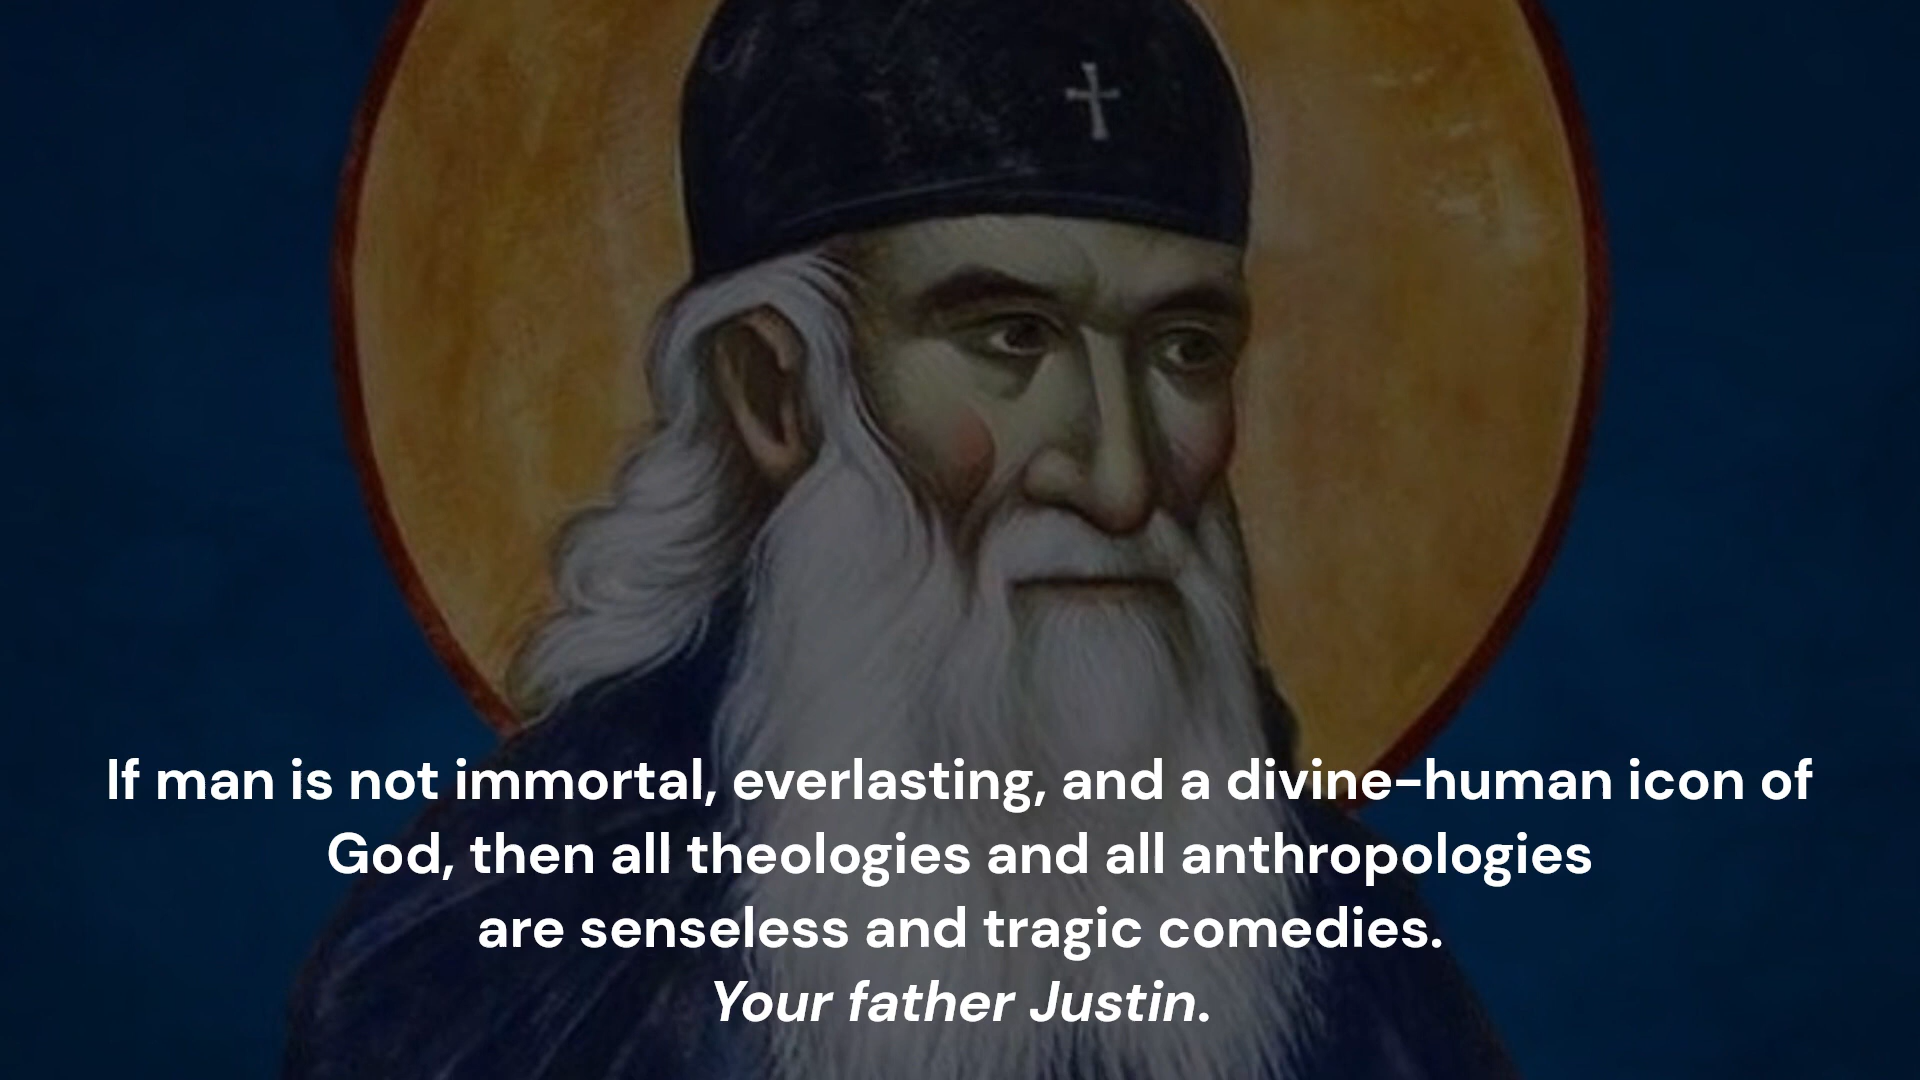 If man is not immortal, everlasting, and a divine-human icon of
God, then all theologies and all anthropologies
are senseless and tragic comedies.
Your father Justin.